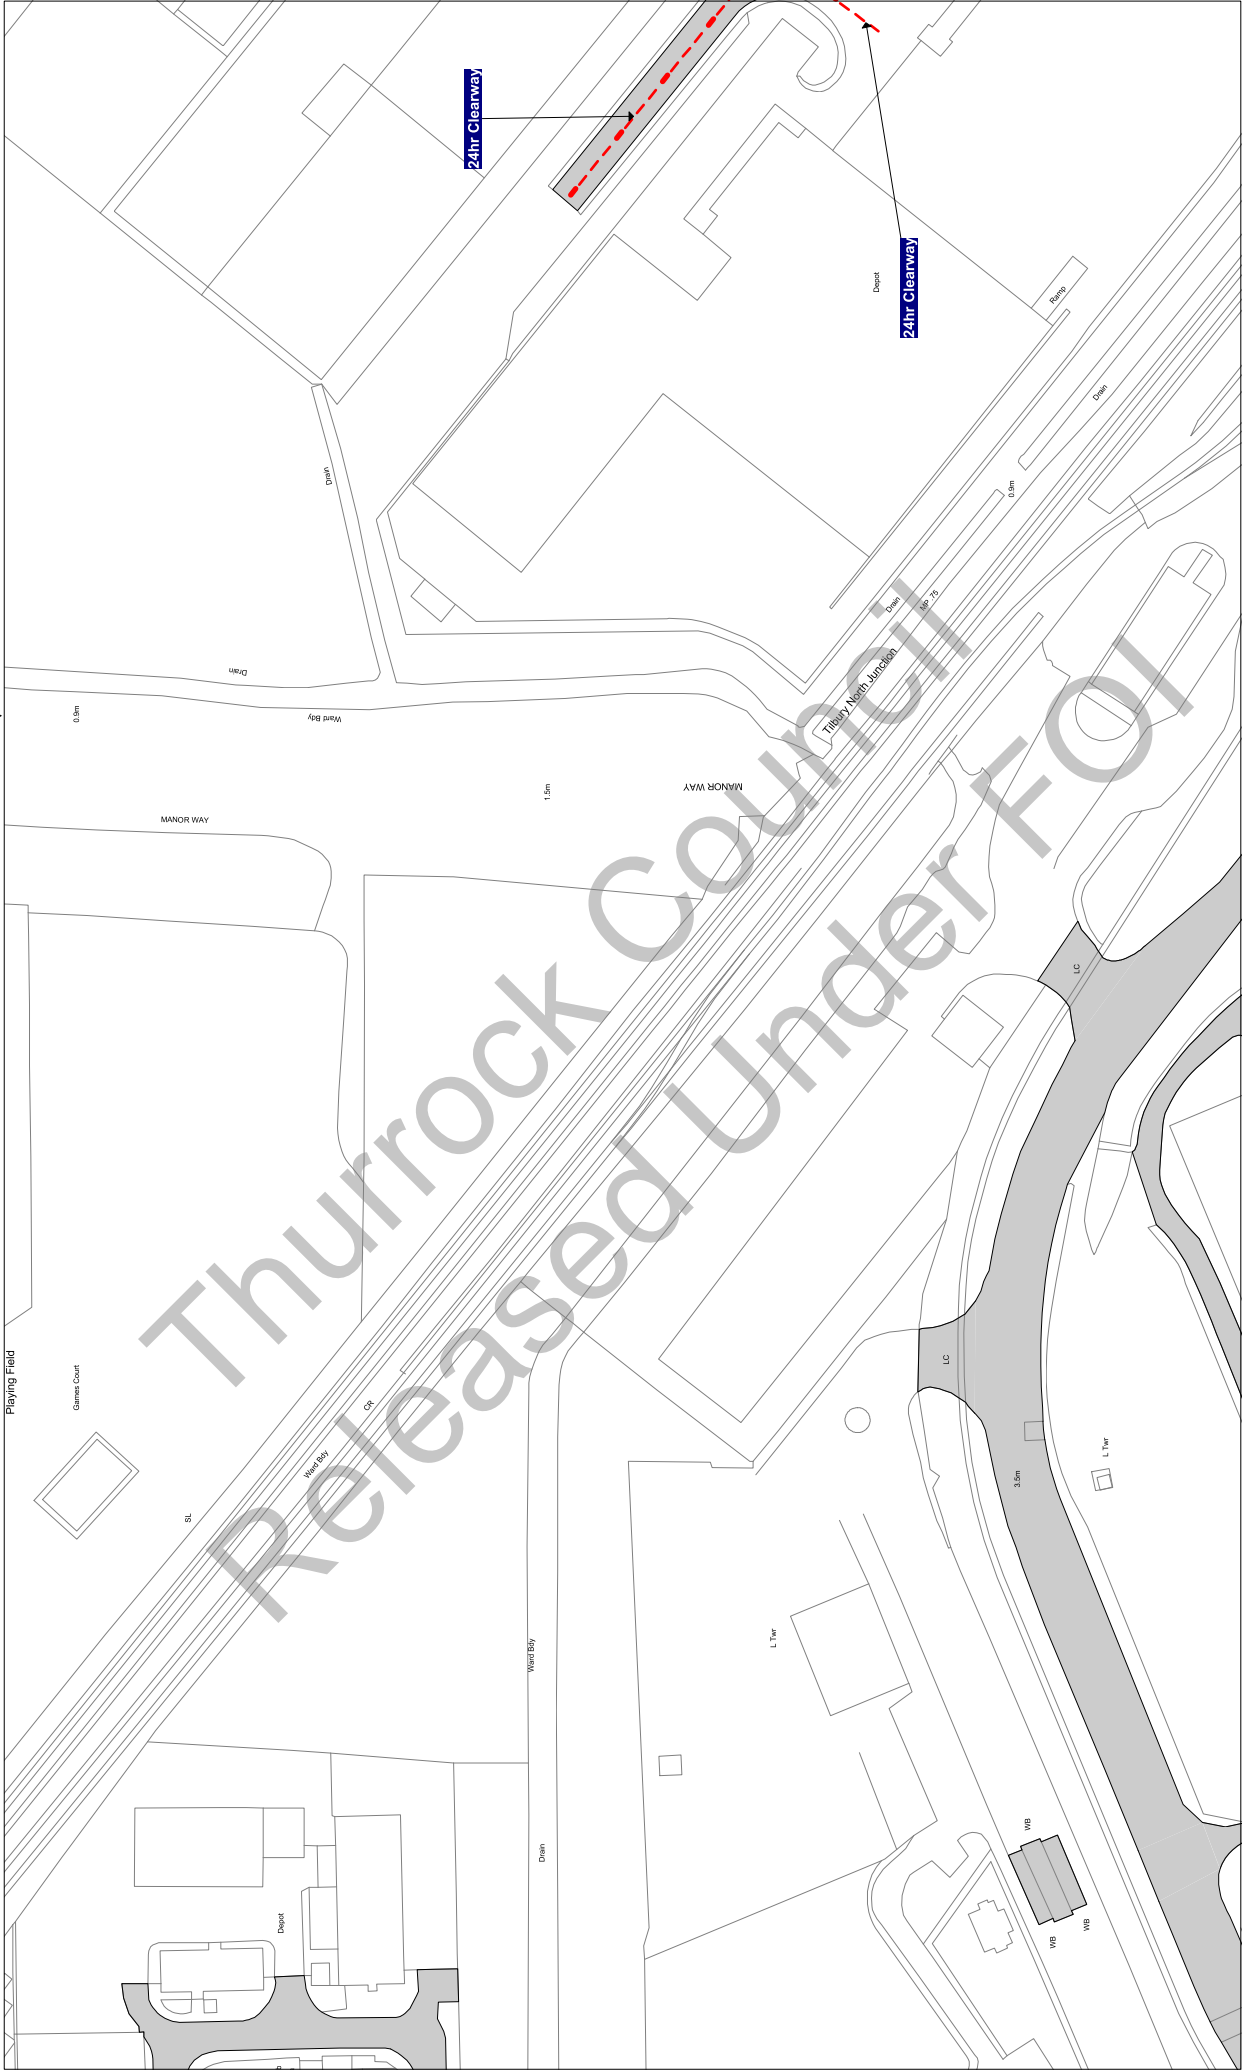 24hr Clearway
24hr Clearway
Depot
Ramp
Drain
Drain
0.9m
Drain
MP .75
Tilbury North Junction
Drain
Ward Bdy
0.9m
1.5m
MANOR WAY
MANOR WAY
Thurrock Council
Released Under FOI
LC
LC
Playing Field
Games Court
CR
Ward Bdy
SL
3.5m
L Twr
L Twr
Ward Bdy
Drain
Depot
WB
WB
WB